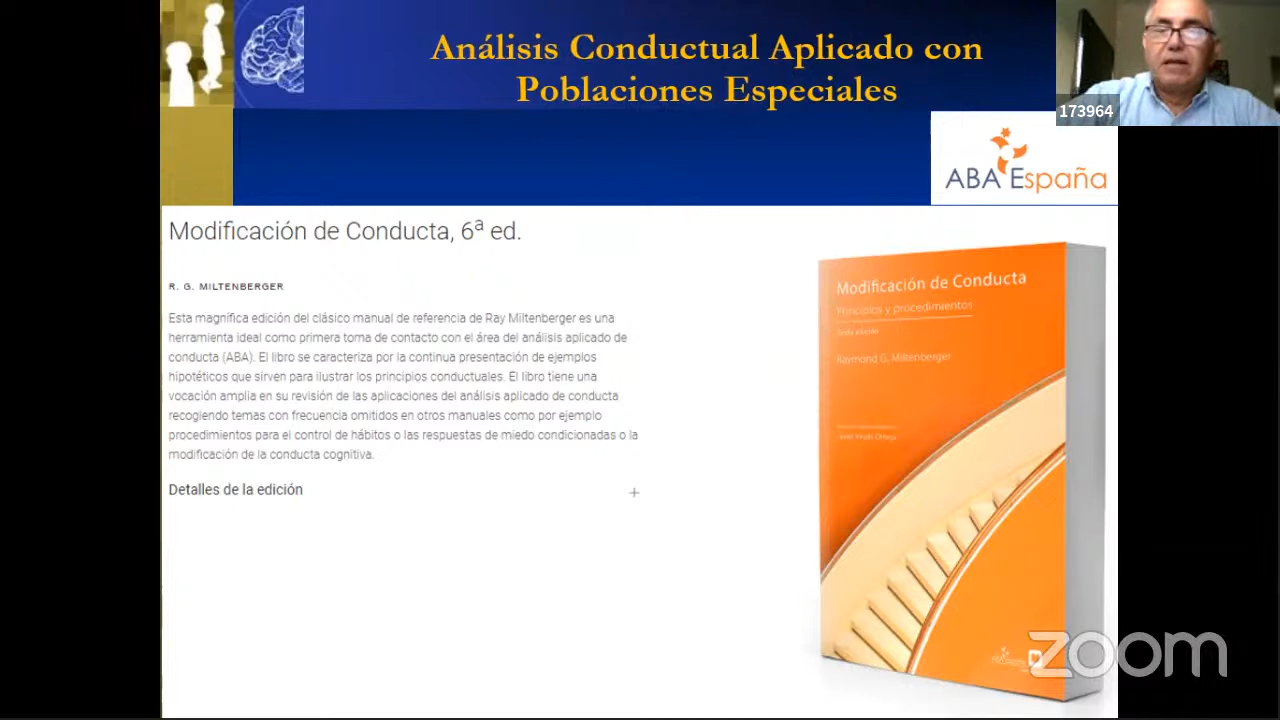 Análisis Conductual Aplicado con
Poblaciones Especiales
173964
ABA España
Modificación de Conducta, 6ª ed.
R. G. MILTENBERGER
Esta magnífica edición del clásico manual de referencia de Ray Miltenberger es una
herramienta ideal como primera toma de contacto con el área del análisis aplicado de
conducta (ABA). El libro se caracteriza por la continua presentación de ejemplos
hipotéticos que sirven para ilustrar los principios conductuales. El libro tiene una
vocación amplia en su revisión de las aplicaciones del análisis aplicado de conducta
recogiendo temas con frecuencia omitidos en otros manuales como por ejemplo
procedimientos para el control de hábitos o las respuestas de miedo condicionadas o la
modificación de la conducta cognitiva.
Detalles de la edición
+
Modificación de Conducta
Principios y procedimientos
Sexta edición
Raymond G. Miltenberger
zoom